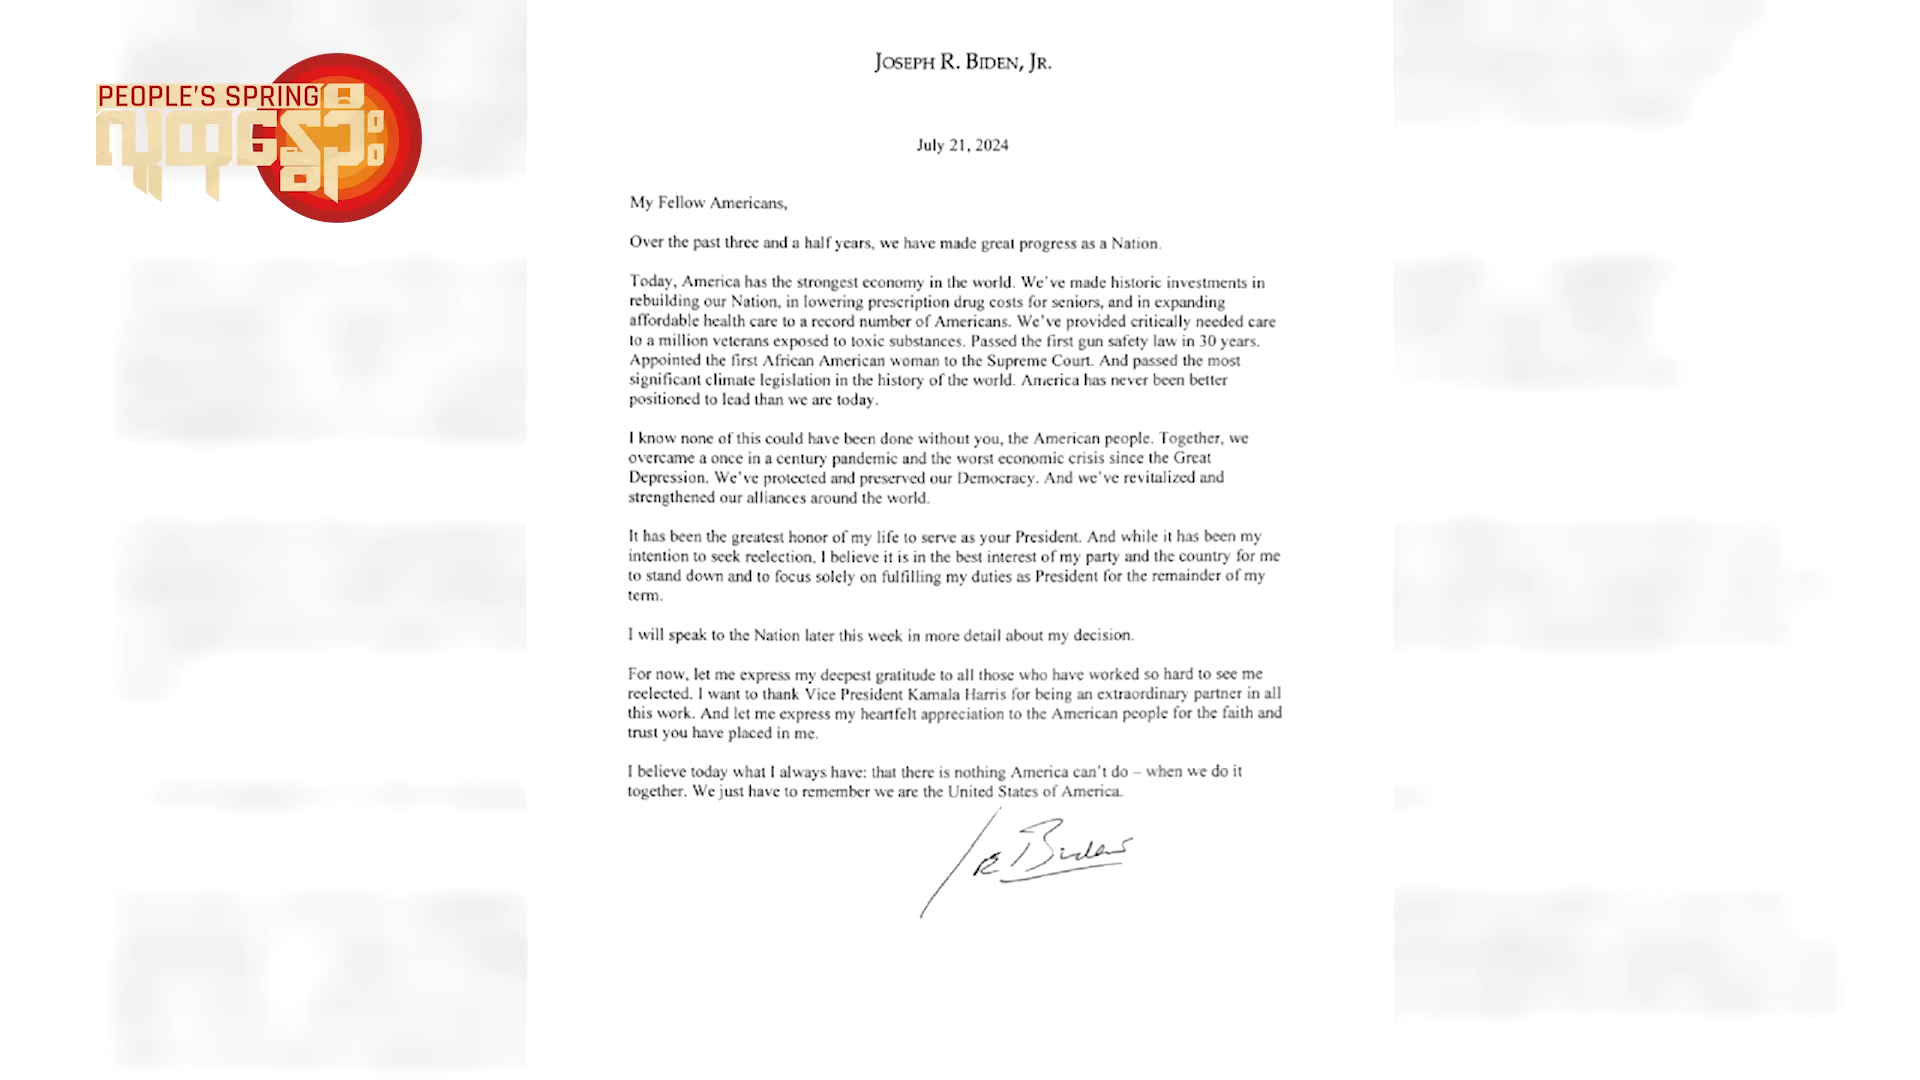 PEOPLE'S SPRING
လူထုနွေဦး
JOSEPH R. BIDEN, JR.
July 21, 2024
My Fellow Americans,
Over the past three and a half years, we have made great progress as a Nation.
Today, America has the strongest economy in the world. We've made historic investments in
rebuilding our Nation, in lowering prescription drug costs for seniors, and in expanding
affordable health care to a record number of Americans. We've provided critically needed care
to a million veterans exposed to toxic substances. Passed the first gun safety law in 30 years.
Appointed the first African American woman to the Supreme Court. And passed the most
significant climate legislation in the history of the world. America has never been better
positioned to lead than we are today.
I know none of this could have been done without you, the American people. Together, we
overcame a once in a century pandemic and the worst economic crisis since the Great
Depression. We've protected and preserved our Democracy. And we've revitalized and
strengthened our alliances around the world.
It has been the greatest honor of my life to serve as your President. And while it has been my
intention to seek reelection, I believe it is in the best interest of my party and the country for me
to stand down and to focus solely on fulfilling my duties as President for the remainder of my
term.
I will speak to the Nation later this week in more detail about my decision.
For now, let me express my deepest gratitude to all those who have worked so hard to see me
reelected. I want to thank Vice President Kamala Harris for being an extraordinary partner in all
this work. And let me express my heartfelt appreciation to the American people for the faith and
trust you have placed in me.
I believe today what I always have: that there is nothing America can't do – when we do it
together. We just have to remember we are the United States of America.
Joe Biden